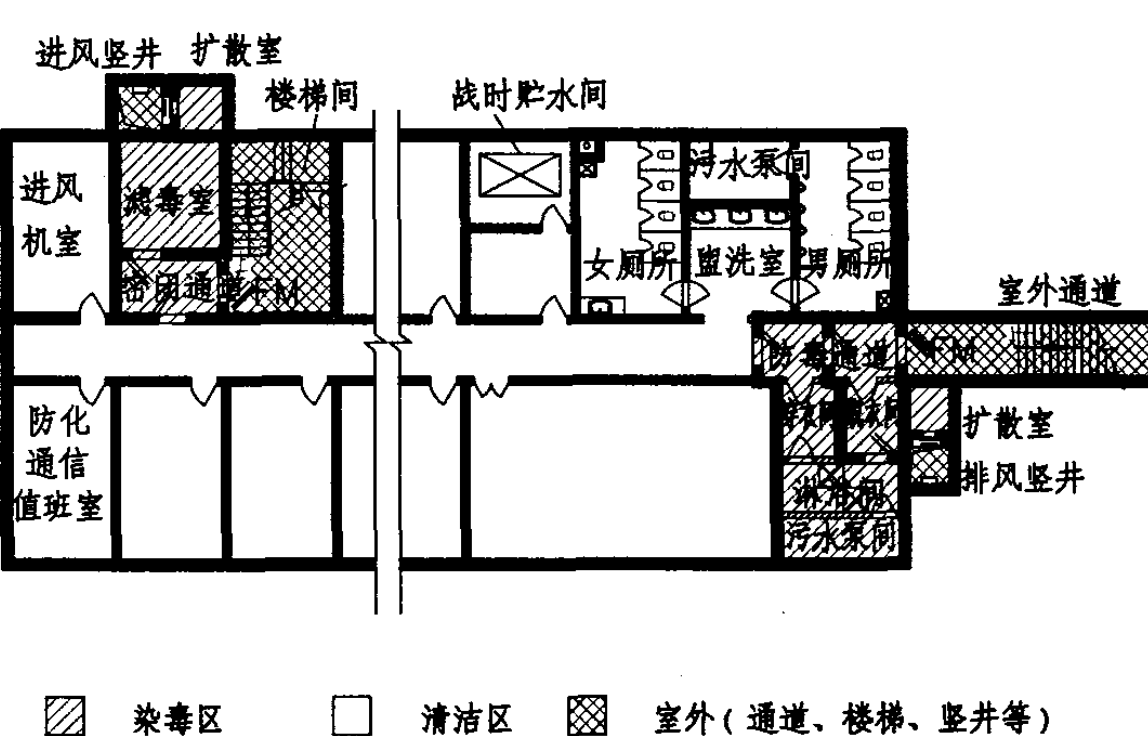 进风竖井 扩散室
楼梯间
战时贮水间
进风
机室
滤毒室
密闭通道
FM
污水泵间
女厕所
盥洗室
男厕所
室外通道
防毒通道
FM
防化
通信
值班室
扩散室
排风竖井
淋浴间
污水泵间
染毒区
清洁区
室外(通道、楼梯、竖井等)